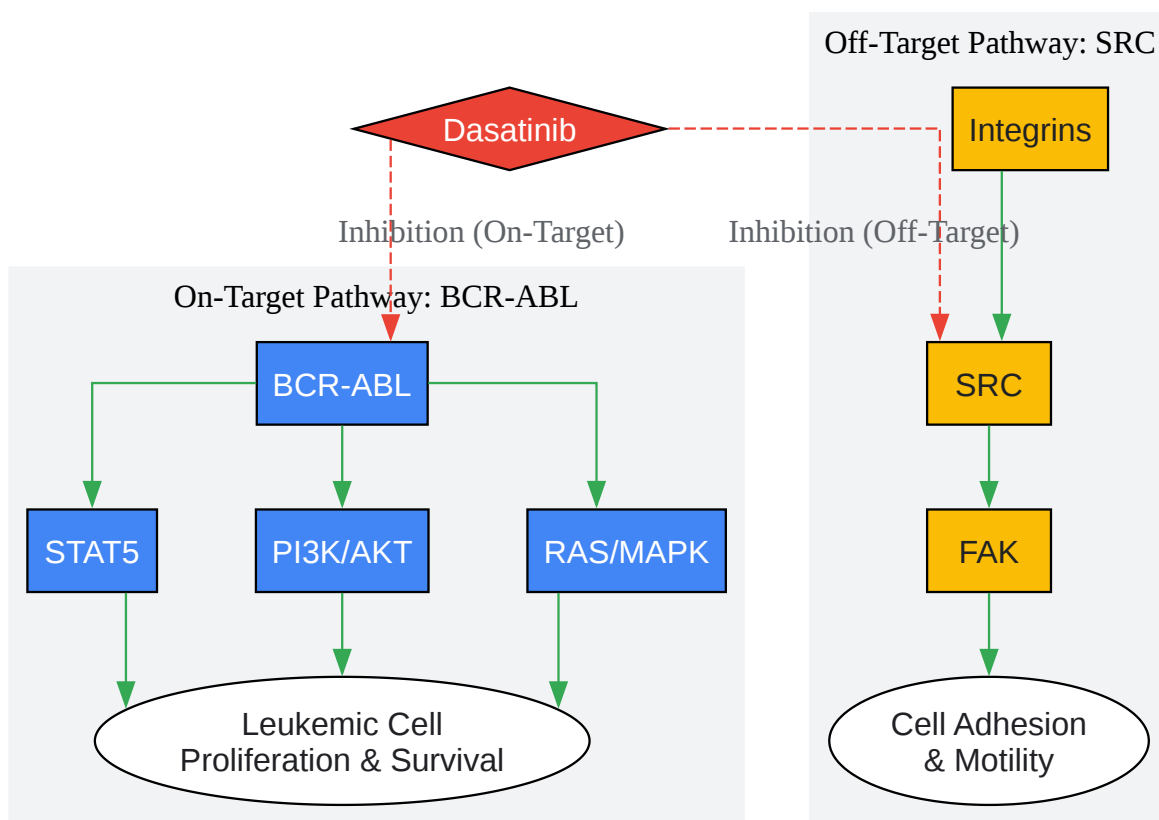 Off-Target Pathway: SRC
Dasatinib
Integrins
Inhibition (On-Target)
Inhibition (Off-Target)
On-Target Pathway: BCR-ABL
BCR-ABL
SRC
STAT5
PI3K/AKT
RAS/MAPK
FAK
Leukemic Cell
Proliferation & Survival
Cell Adhesion
& Motility